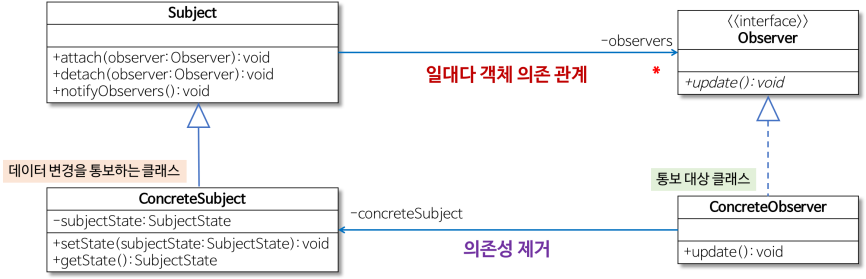 Subject
+attach(observer: Observer): void
+detach(observer: Observer): void
+notifyObservers(): void
-observers
일대다 객체 의존 관계
*
<<interface>>
Observer
+update(): void
데이터 변경을 통보하는 클래스
통보 대상 클래스
ConcreteSubject
-subjectState: SubjectState
+setState(subjectState: SubjectState): void
+getState(): SubjectState
-concreteSubject
의존성 제거
ConcreteObserver
+update(): void